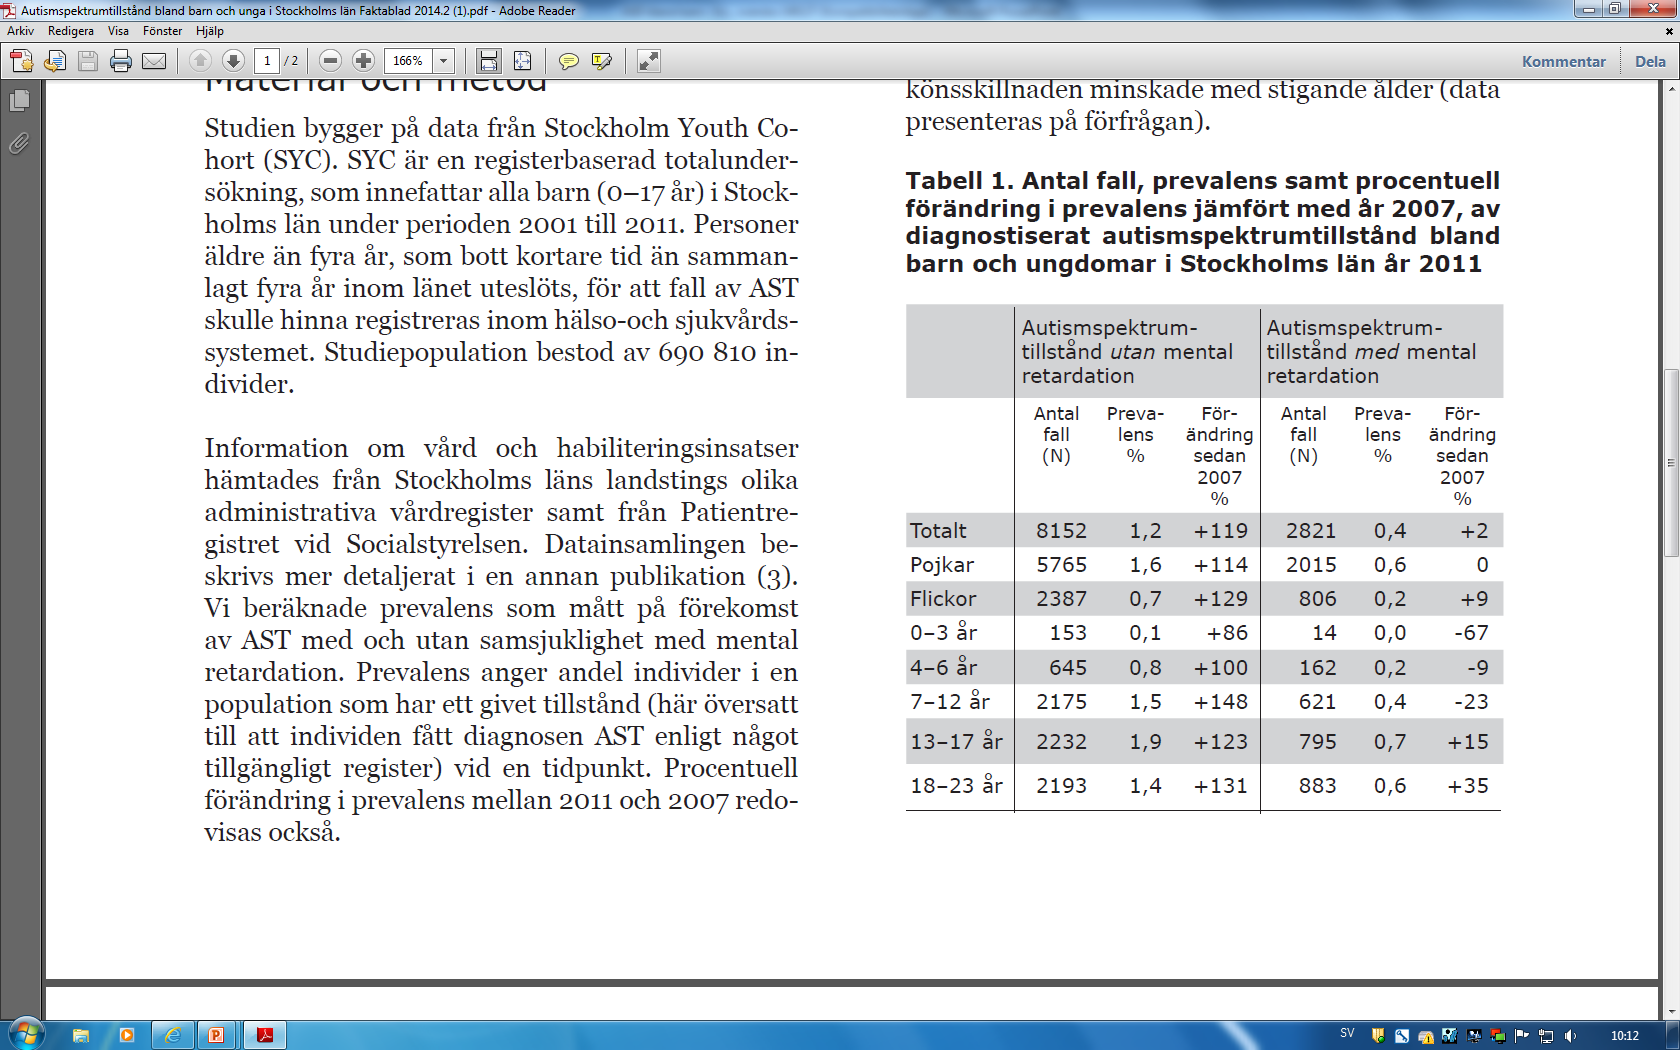 Autismspektrumtillstånd bland barn och unga i Stockholms län Faktablad 2014.2 (1).pdf - Adobe Reader
Arkiv Redigera Visa Fönster Hjälp
1 / 2 166% Kommentar Dela
Material och metod
Studien bygger på data från Stockholm Youth Co-
hort (SYC). SYC är en registerbaserad totalunder-
sökning, som innefattar alla barn (0–17 år) i Stock-
holms län under perioden 2001 till 2011. Personer
äldre än fyra år, som bott kortare tid än samman-
lagt fyra år inom länet uteslöts, för att fall av AST
skulle hinna registreras inom hälso-och sjukvårds-
systemet. Studiepopulation bestod av 690 810 in-
divider.
Information om vård och habiliteringsinsatser
hämtades från Stockholms läns landstings olika
administrativa vårdregister samt från Patientre-
gistret vid Socialstyrelsen. Datainsamlingen be-
skrivs mer detaljerat i en annan publikation (3).
Vi beräknade prevalens som mått på förekomst
av AST med och utan samsjuklighet med mental
retardation. Prevalens anger andel individer i en
population som har ett givet tillstånd (här översatt
till att individen fått diagnosen AST enligt något
tillgängligt register) vid en tidpunkt. Procentuell
förändring i prevalens mellan 2011 och 2007 redo-
visas också.
könsskillnaden minskade med stigande ålder (data
presenteras på förfrågan).
Tabell 1. Antal fall, prevalens samt procentuell
förändring i prevalens jämfört med år 2007, av
diagnostiserat autismspektrumtillstånd bland
barn och ungdomar i Stockholms län år 2011
Autismspektrum-
tillstånd utan mental
retardation
Autismspektrum-
tillstånd med mental
retardation
Antal
fall
(N)
Preva-
lens
%
För-
ändring
sedan
2007
%
Antal
fall
(N)
Preva-
lens
%
För-
ändring
sedan
2007
%
Totalt 8152 1,2 +119 2821 0,4 +2
Pojkar 5765 1,6 +114 2015 0,6 0
Flickor 2387 0,7 +129 806 0,2 +9
0–3 år 153 0,1 +86 14 0,0 -67
4–6 år 645 0,8 +100 162 0,2 -9
7–12 år 2175 1,5 +148 621 0,4 -23
13–17 år 2232 1,9 +123 795 0,7 +15
18–23 år 2193 1,4 +131 883 0,6 +35
SV 10:12